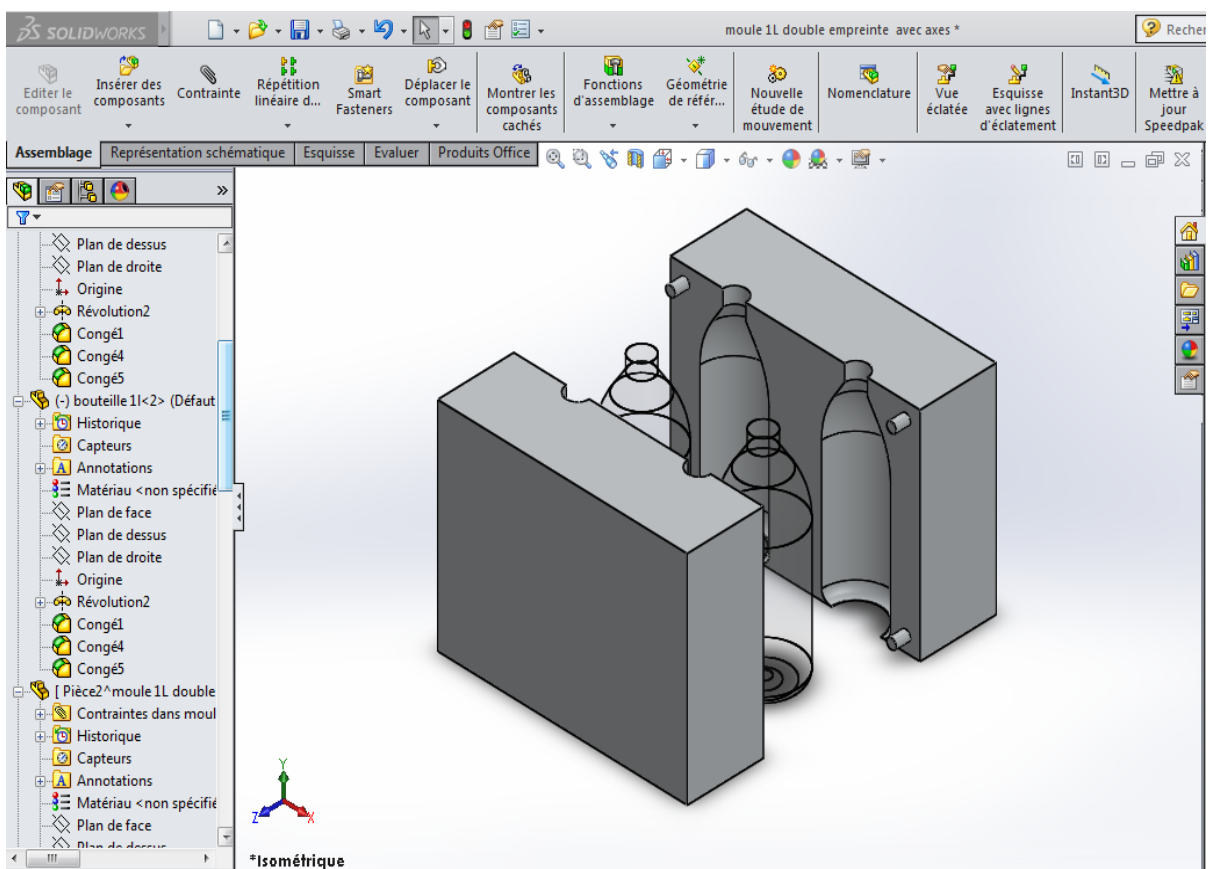 SOLIDWORKS
moule 1L double empreinte avec axes *
Recher
Editer le composant
Insérer des composants
Contrainte
Répétition linéaire d...
Smart Fasteners
Déplacer le composant
Montrer les composants cachés
Fonctions d'assemblage
Géométrie de référ...
Nouvelle étude de mouvement
Nomenclature
Vue éclatée
Esquisse avec lignes d'éclatement
Instant3D
Mettre à jour Speedpak
Assemblage
Représentation schématique
Esquisse
Evaluer
Produits Office
Plan de dessus
Plan de droite
Origine
Révolution2
Congé1
Congé4
Congé5
(-) bouteille 1l<2> (Défaut
Historique
Capteurs
Annotations
Matériau <non spécifié
Plan de face
Plan de dessus
Plan de droite
Origine
Révolution2
Congé1
Congé4
Congé5
[ Pièce2^moule 1L double
Contraintes dans moul
Historique
Capteurs
Annotations
Matériau <non spécifié
Plan de face
Plan de dessus
Y
Z
X
*Isométrique